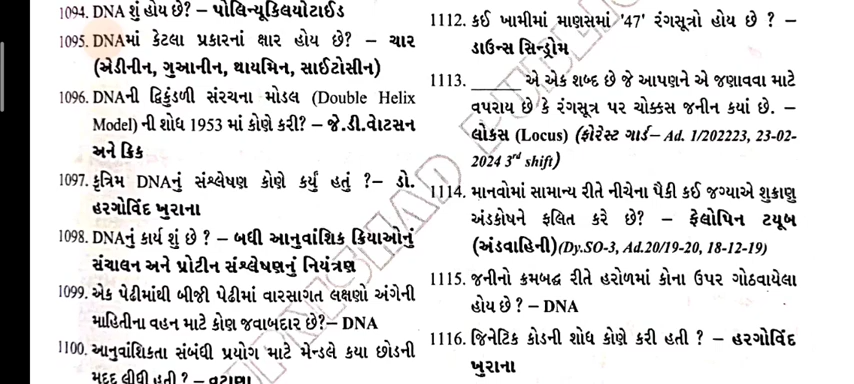 1094. DNA શું હોય છે? – પોલિન્યૂક્લિયોટાઈડ
1095. DNAમાં કેટલા પ્રકારનાં ક્ષાર હોય છે? – ચાર
(એડીનીન, ગુઆનીન, થાયમિન, સાઈટોસીન)
1096. DNAની દ્વિકુંડળી સંરચના મોડલ (Double Helix
Model) ની શોધ 1953 માં કોણે કરી? – જે.ડી.વોટસન
અને ક્રિક
1097. કૃત્રિમ DNAનું સંશ્લેષણ કોણે કર્યું હતું ?– ડો.
હરગોવિંદ ખુરાના
1098. DNAનું કાર્ય શું છે ? – બધી આનુવાંશિક ક્રિયાઓનું
સંચાલન અને પ્રોટીન સંશ્લેષણનું નિયંત્રણ
1099. એક પેઢીમાંથી બીજી પેઢીમાં વારસાગત લક્ષણો અંગેની
માહિતીના વહન માટે કોણ જવાબદાર છે?– DNA
1100. આનુવાંશિકતા સંબંધી પ્રયોગ માટે મેન્ડલે કયા છોડની
મદદ લીધી હતી ? – વટાણા
1112. કઈ ખામીમાં માણસમાં '47' રંગસૂત્રો હોય છે ? –
ડાઉન્સ સિન્ડ્રોમ
1113. ______ એ એક શબ્દ છે જે આપણને એ જણાવવા માટે
વપરાય છે કે રંગસૂત્ર પર ચોક્કસ જનીન કયાં છે. –
લોકસ (Locus) (ફોરેસ્ટ ગાર્ડ– Ad. 1/202223, 23-02-
2024 3rd shift)
1114. માનવોમાં સામાન્ય રીતે નીચેના પૈકી કઈ જગ્યાએ શુક્રાણુ
અંડકોષને ફલિત કરે છે? – ફેલોપિન ટયૂબ
(અંડવાહિની)(Dy.SO-3, Ad.20/19-20, 18-12-19)
1115. જનીનો ક્રમબદ્ધ રીતે હરોળમાં કોના ઉપર ગોઠવાયેલા
હોય છે ? – DNA
1116. જિનેટિક કોડની શોધ કોણે કરી હતી ? – હરગોવિંદ
ખુરાના